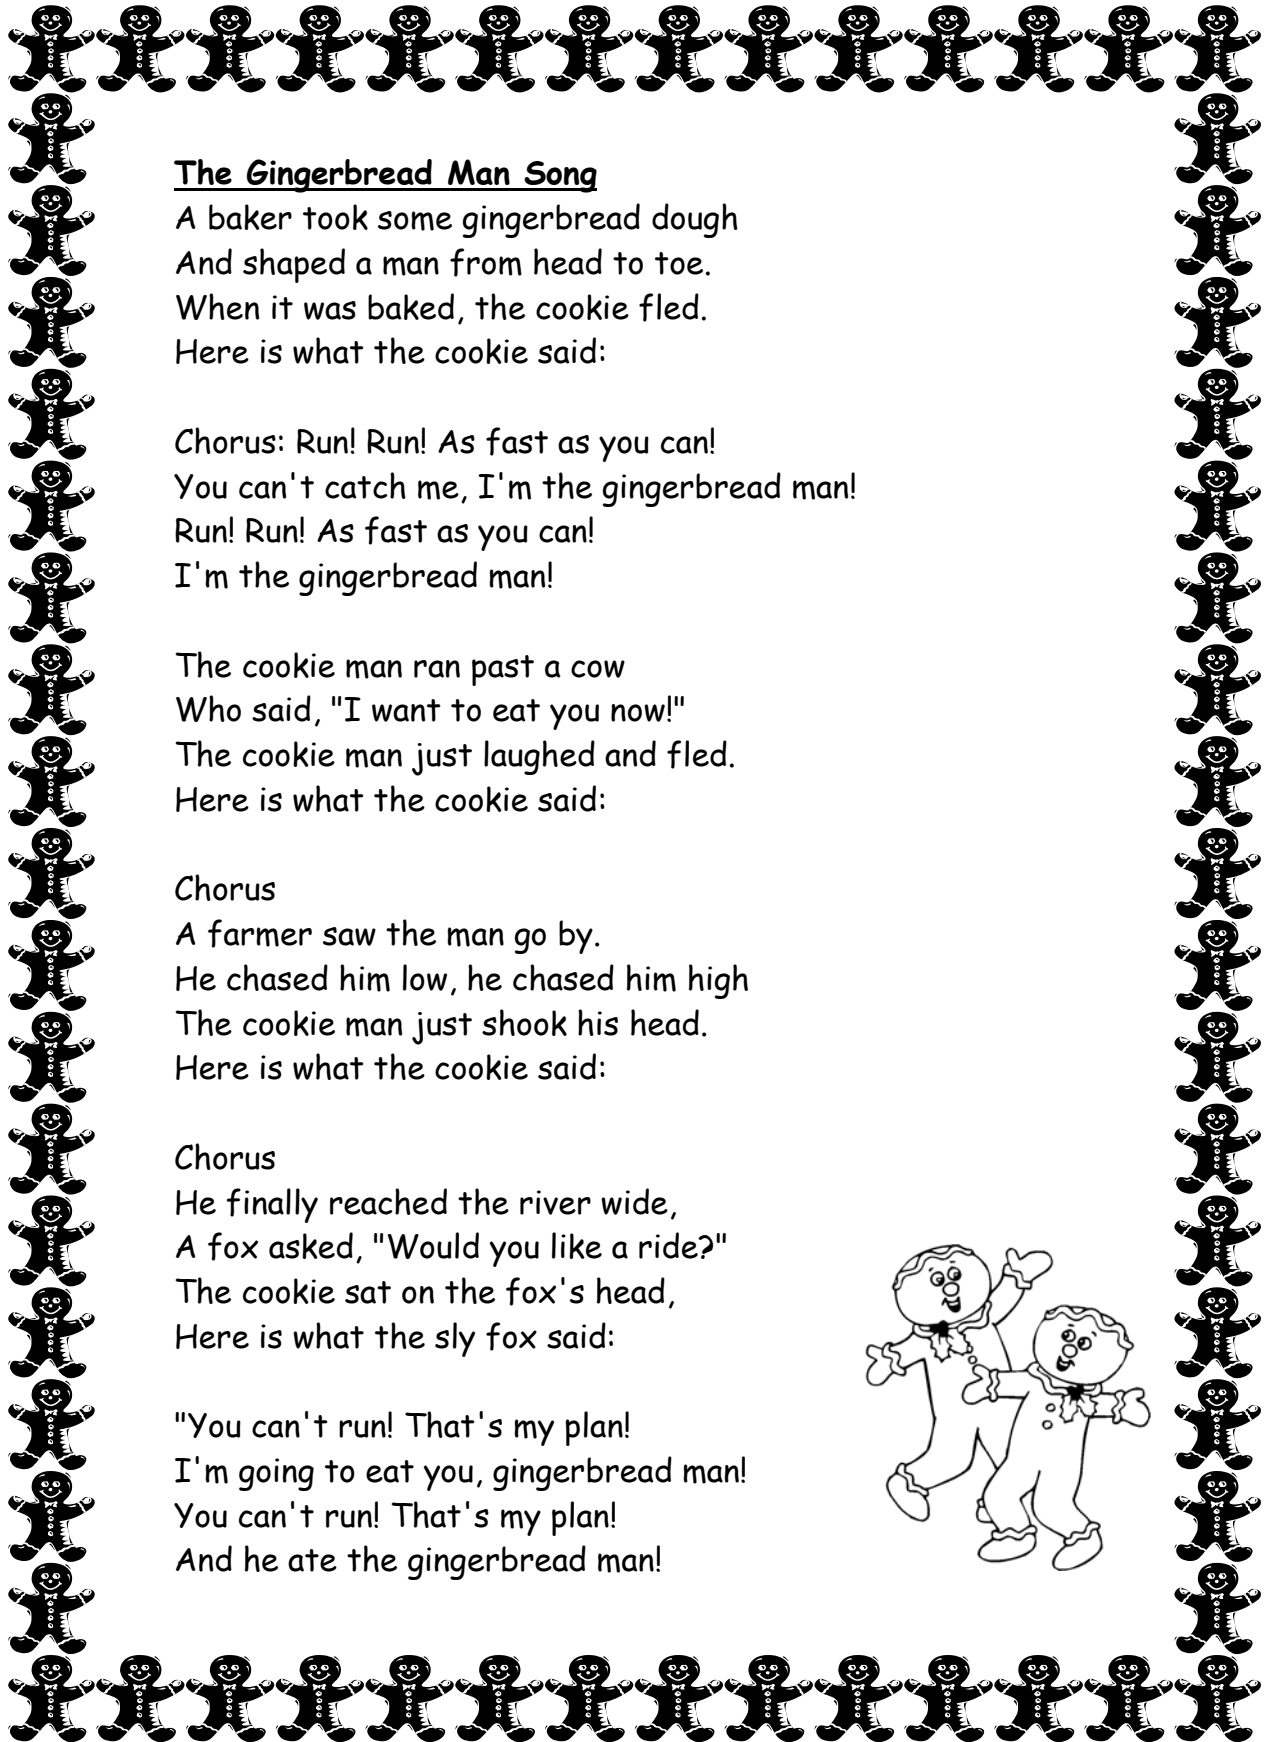 The Gingerbread Man Song
A baker took some gingerbread dough
And shaped a man from head to toe.
When it was baked, the cookie fled.
Here is what the cookie said:
Chorus: Run! Run! As fast as you can!
You can't catch me, I'm the gingerbread man!
Run! Run! As fast as you can!
I'm the gingerbread man!
The cookie man ran past a cow
Who said, "I want to eat you now!"
The cookie man just laughed and fled.
Here is what the cookie said:
Chorus
A farmer saw the man go by.
He chased him low, he chased him high
The cookie man just shook his head.
Here is what the cookie said:
Chorus
He finally reached the river wide,
A fox asked, "Would you like a ride?"
The cookie sat on the fox's head,
Here is what the sly fox said:
"You can't run! That's my plan!
I'm going to eat you, gingerbread man!
You can't run! That's my plan!
And he ate the gingerbread man!